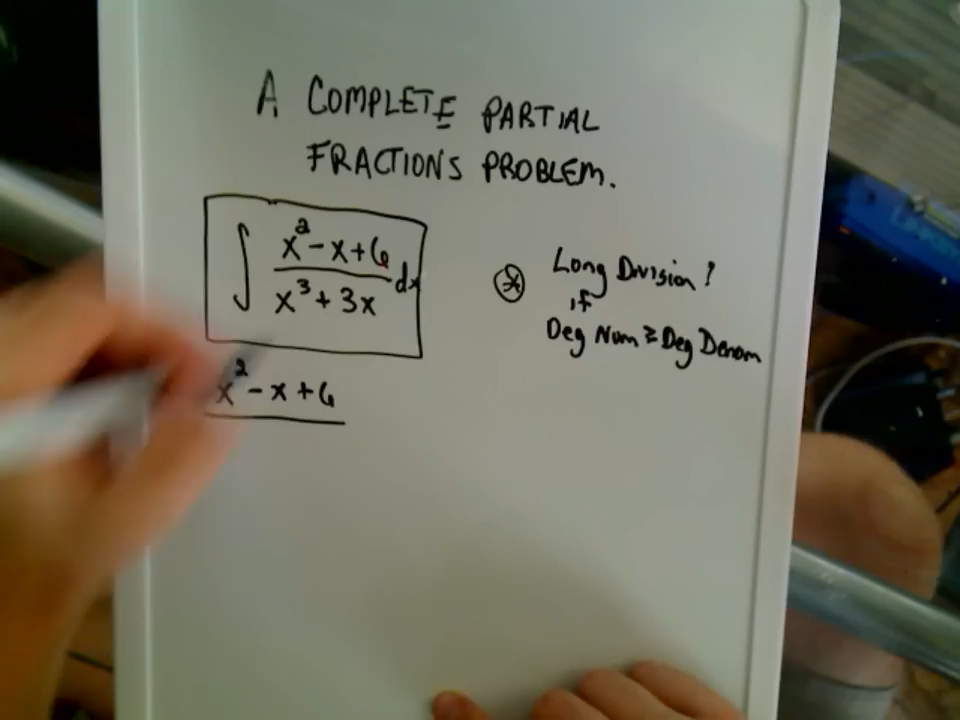 A COMPLETE PARTIAL
FRACTIONS PROBLEM.
∫ x² - x + 6 / x³ + 3x dx
⊛ Long Division?
if
Deg Num ≥ Deg Denom
x² - x + 6